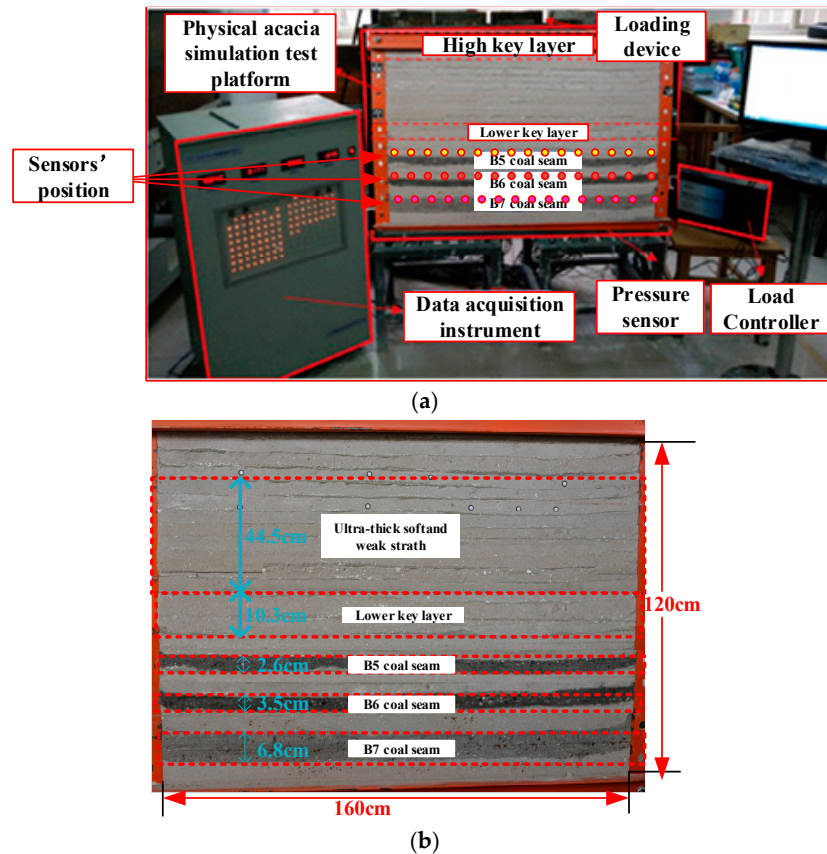 Physical acacia
simulation test
platform
High key layer
Loading
device
Lower key layer
Sensors’
position
B5 coal seam
B6 coal seam
B7 coal seam
Data acquisition
instrument
Pressure
sensor
Load
Controller
(a)
44.5cm
Ultra-thick softand
weak strath
10.3cm
Lower key layer
120cm
2.6cm
B5 coal seam
3.5cm
B6 coal seam
6.8cm
B7 coal seam
160cm
(b)